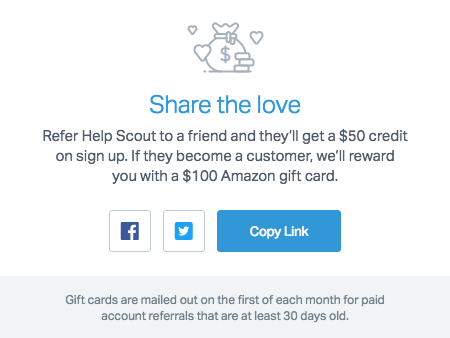 Share the love
Refer Help Scout to a friend and they'll get a $50 credit
on sign up. If they become a customer, we'll reward
you with a $100 Amazon gift card.
Copy Link
Gift cards are mailed out on the first of each month for paid
account referrals that are at least 30 days old.